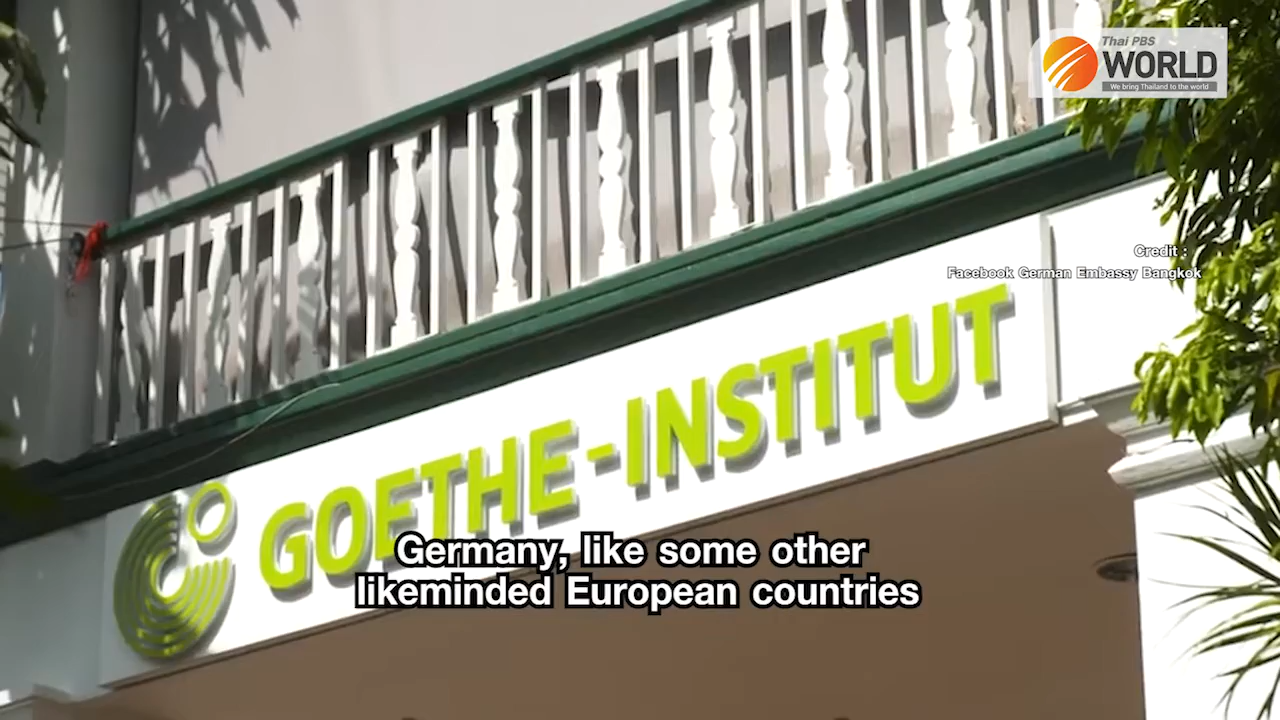 Thai PBS
WORLD
We bring Thailand to the world
Credit :
Facebook German Embassy Bangkok
GOETHE-INSTITUT
Germany, like some other
likeminded European countries